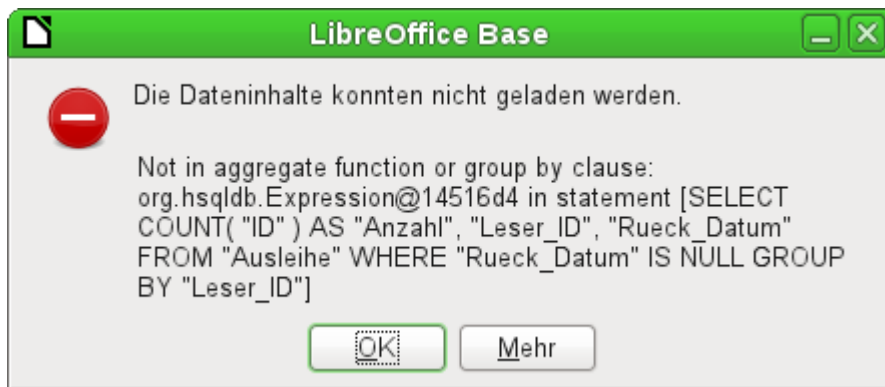 LibreOffice Base
Die Dateninhalte konnten nicht geladen werden.
Not in aggregate function or group by clause:
org.hsqldb.Expression@14516d4 in statement [SELECT
COUNT( "ID" ) AS "Anzahl", "Leser_ID", "Rueck_Datum"
FROM "Ausleihe" WHERE "Rueck_Datum" IS NULL GROUP
BY "Leser_ID"]
OK
Mehr